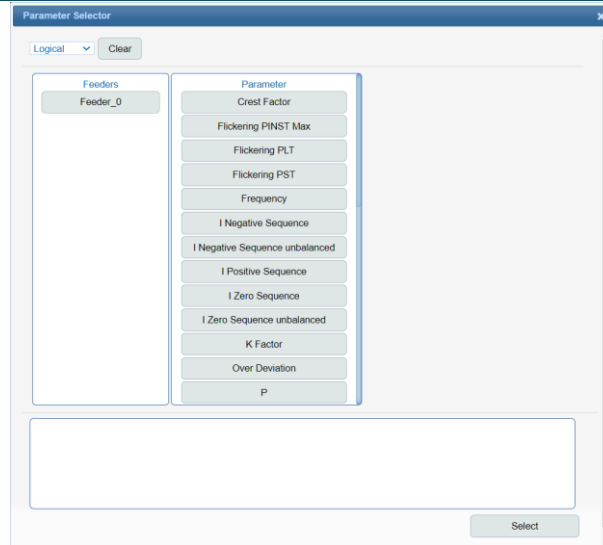 Parameter Selector
Logical
Clear
Feeders
Feeder_0
Parameter
Crest Factor
Flickering PINST Max
Flickering PLT
Flickering PST
Frequency
I Negative Sequence
I Negative Sequence unbalanced
I Positive Sequence
I Zero Sequence
I Zero Sequence unbalanced
K Factor
Over Deviation
P
Select